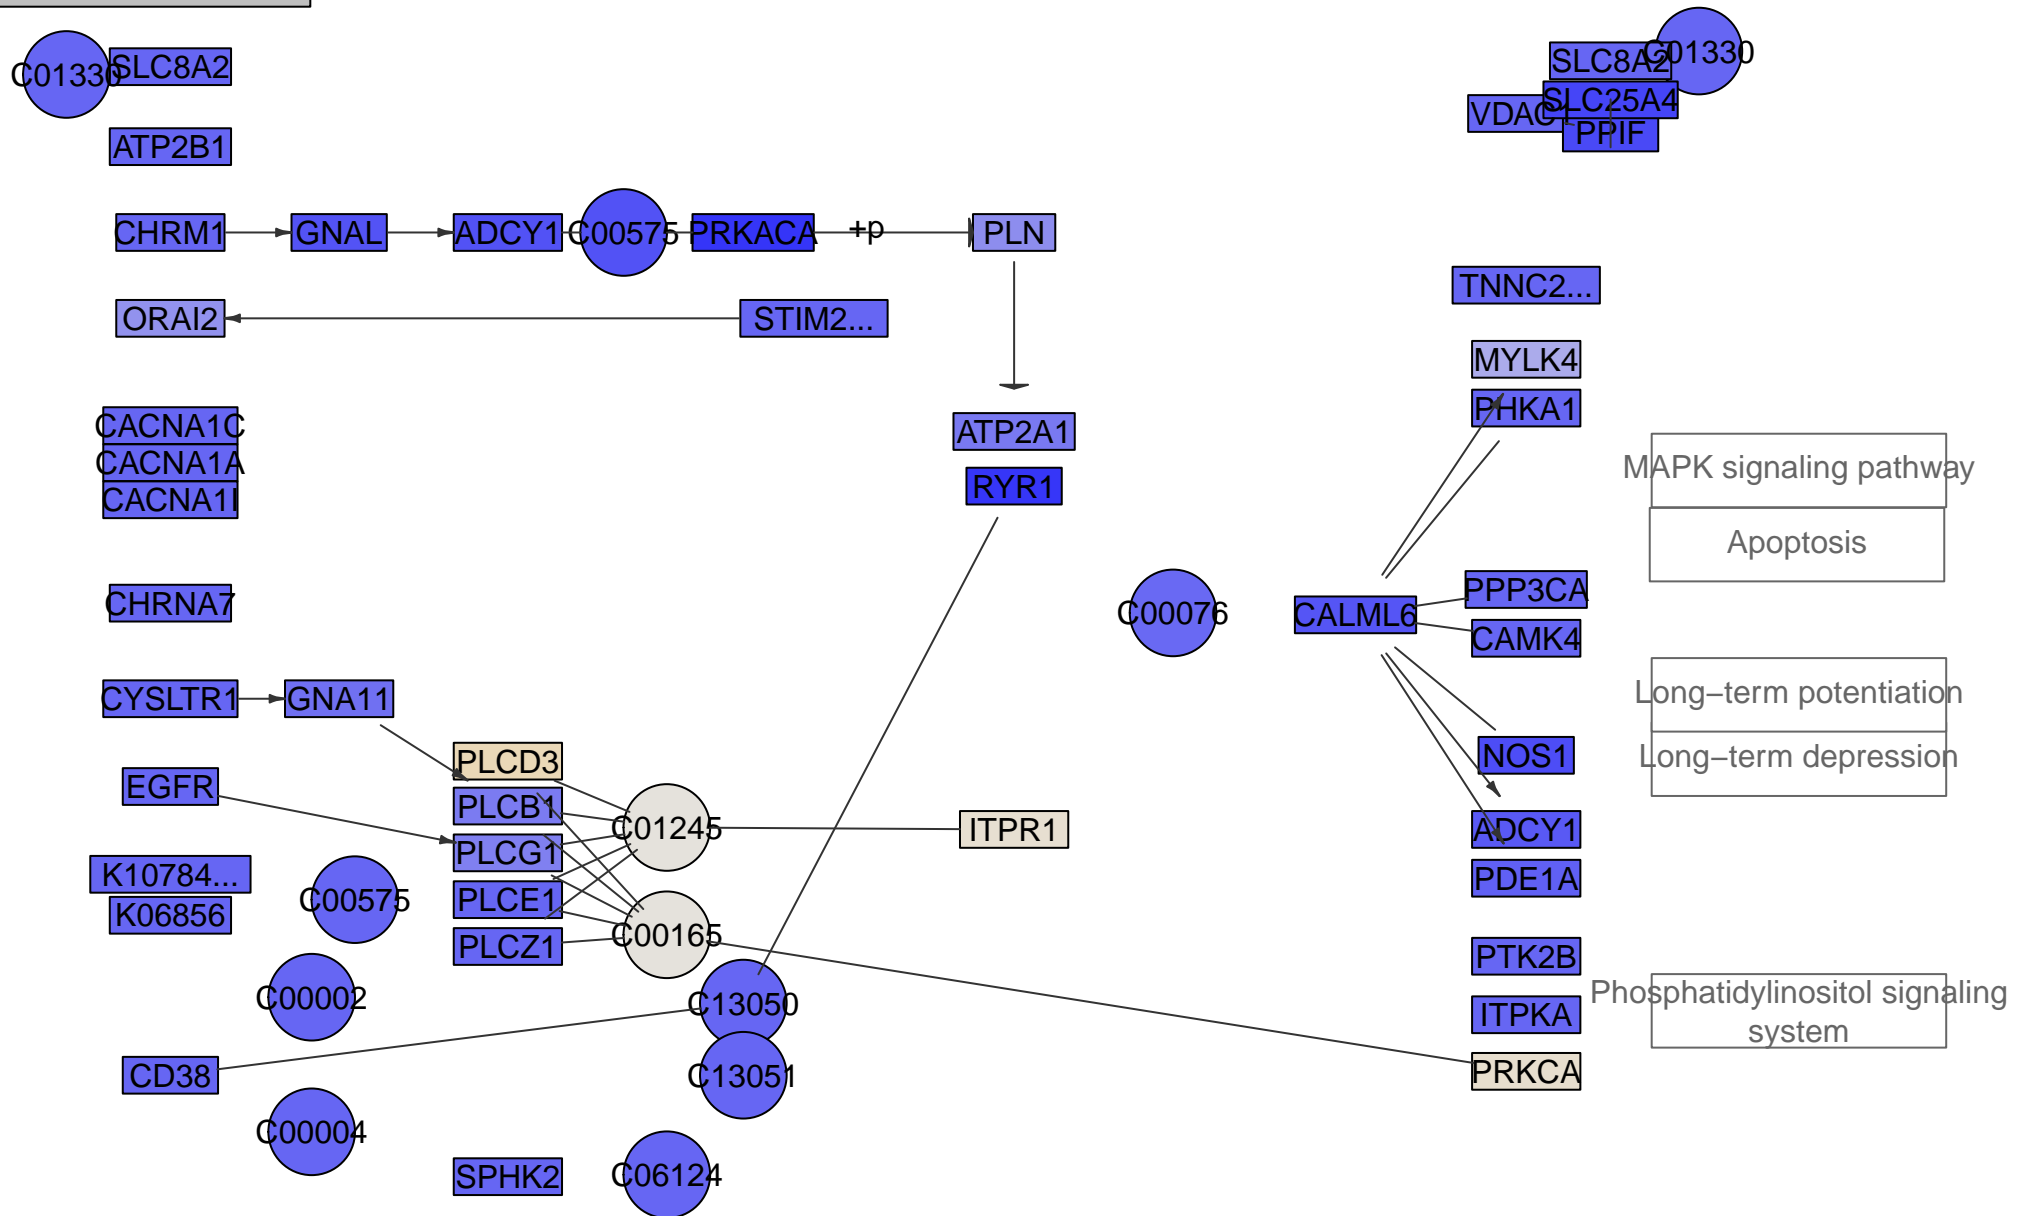 C01330
SLC8A2
SLC8A2
C01330
SLC25A4
VDAC1
PPIF
ATP2B1
CHRM1
GNAL
ADCY1
C00575
PRKACA
+p
PLN
TNNC2...
ORAI2
STIM2...
MYLK4
PHKA1
CACNA1C
CACNA1A
CACNA1I
ATP2A1
RYR1
MAPK signaling pathway
Apoptosis
CHRNA7
C00076
CALML6
PPP3CA
CAMK4
CYSLTR1
GNA11
Long−term potentiation
Long−term depression
NOS1
PLCD3
EGFR
PLCB1
C01245
ITPR1
ADCY1
PLCG1
K10784...
PDE1A
C00575
PLCE1
K06856
C00165
PLCZ1
PTK2B
C00002
C13050
ITPKA
Phosphatidylinositol signaling
system
CD38
C13051
PRKCA
C00004
SPHK2
C06124